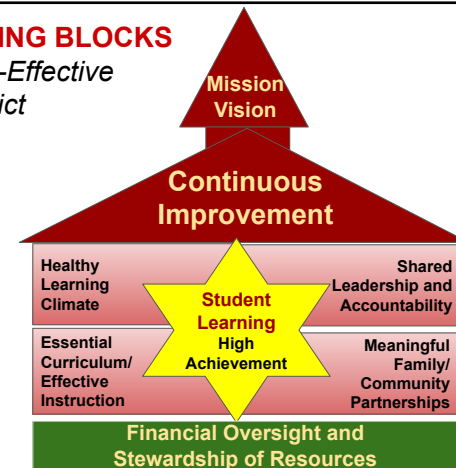 ING BLOCKS
-Effective
ict
Mission
Vision
Continuous
Improvement
Healthy
Learning
Climate
Shared
Leadership and
Accountability
Student
Learning
High
Achievement
Essential
Curriculum/
Effective
Instruction
Meaningful
Family/
Community
Partnerships
Financial Oversight and
Stewardship of Resources